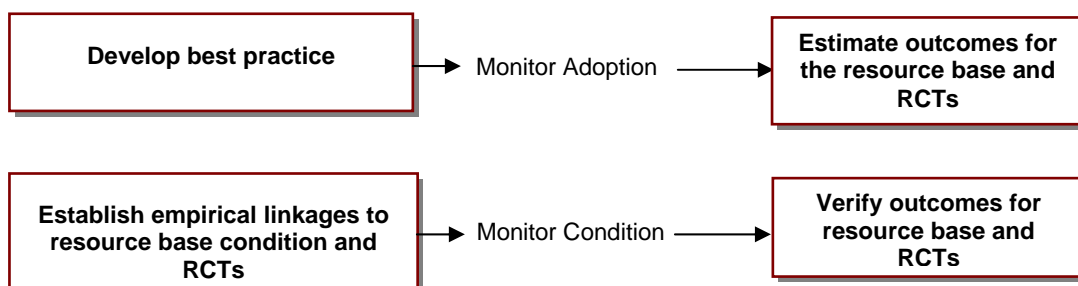 Develop best practice
Monitor Adoption
Estimate outcomes for
the resource base and
RCTs
Establish empirical linkages to
resource base condition and
RCTs
Monitor Condition
Verify outcomes for
resource base and
RCTs